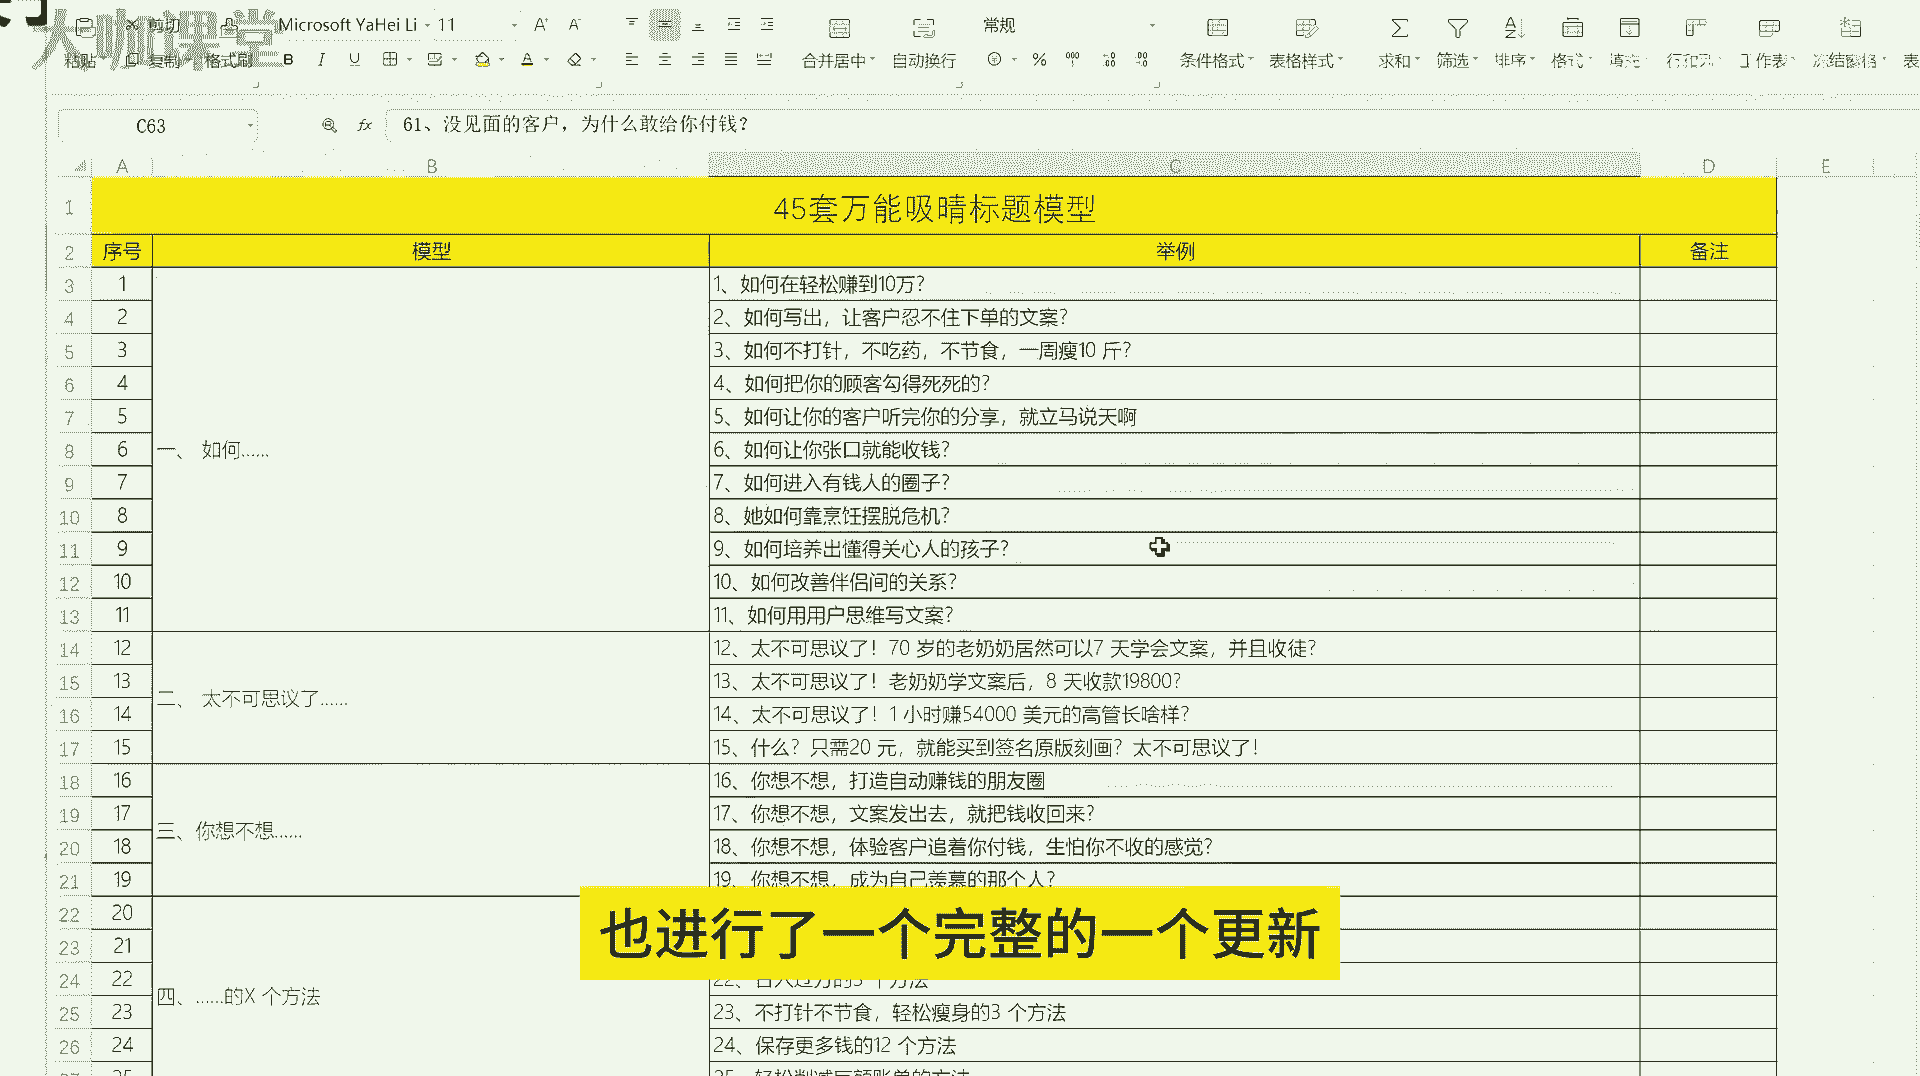 大咖课堂
剪切 Microsoft YaHei Li 11 A⁺ A⁻ 常规
粘贴 复制 格式刷 B I U A 合并居中 自动换行 % 条件格式 表格样式 求和 筛选 排序 格式 填充 行和列 工作表 冻结窗格 表
C63 fx 61、没见面的客户，为什么敢给你付钱？
A B C D E
1 45套万能吸睛标题模型
2 序号 模型 举例 备注
3 1 1、如何在轻松赚到10万？
4 2 2、如何写出，让客户忍不住下单的文案？
5 3 3、如何不打针，不吃药，不节食，一周瘦10 斤？
6 4 4、如何把你的顾客勾得死死的？
7 5 5、如何让你的客户听完你的分享，就立马说天啊
8 6 一、 如何…… 6、如何让你张口就能收钱？
9 7 7、如何进入有钱人的圈子？
10 8 8、她如何靠烹饪摆脱危机？
11 9 9、如何培养出懂得关心人的孩子？
12 10 10、如何改善伴侣间的关系？
13 11 11、如何用用户思维写文案？
14 12 12、太不可思议了！70 岁的老奶奶居然可以7 天学会文案，并且收徒？
15 13 13、太不可思议了！老奶奶学文案后，8 天收款19800？
二、 太不可思议了……
16 14 14、太不可思议了！1 小时赚54000 美元的高管长啥样？
17 15 15、什么？只需20 元，就能买到签名原版刻画？太不可思议了！
18 16 16、你想不想，打造自动赚钱的朋友圈
19 17 17、你想不想，文案发出去，就把钱收回来？
三、你想不想……
20 18 18、你想不想，体验客户追着你付钱，生怕你不收的感觉？
21 19 19、你想不想，成为自己羡慕的那个人？
22 20
23 21
也进行了一个完整的一个更新
24 22
四、……的X 个方法
25 23 23、不打针不节食，轻松瘦身的3 个方法
26 24 24、保存更多钱的12 个方法